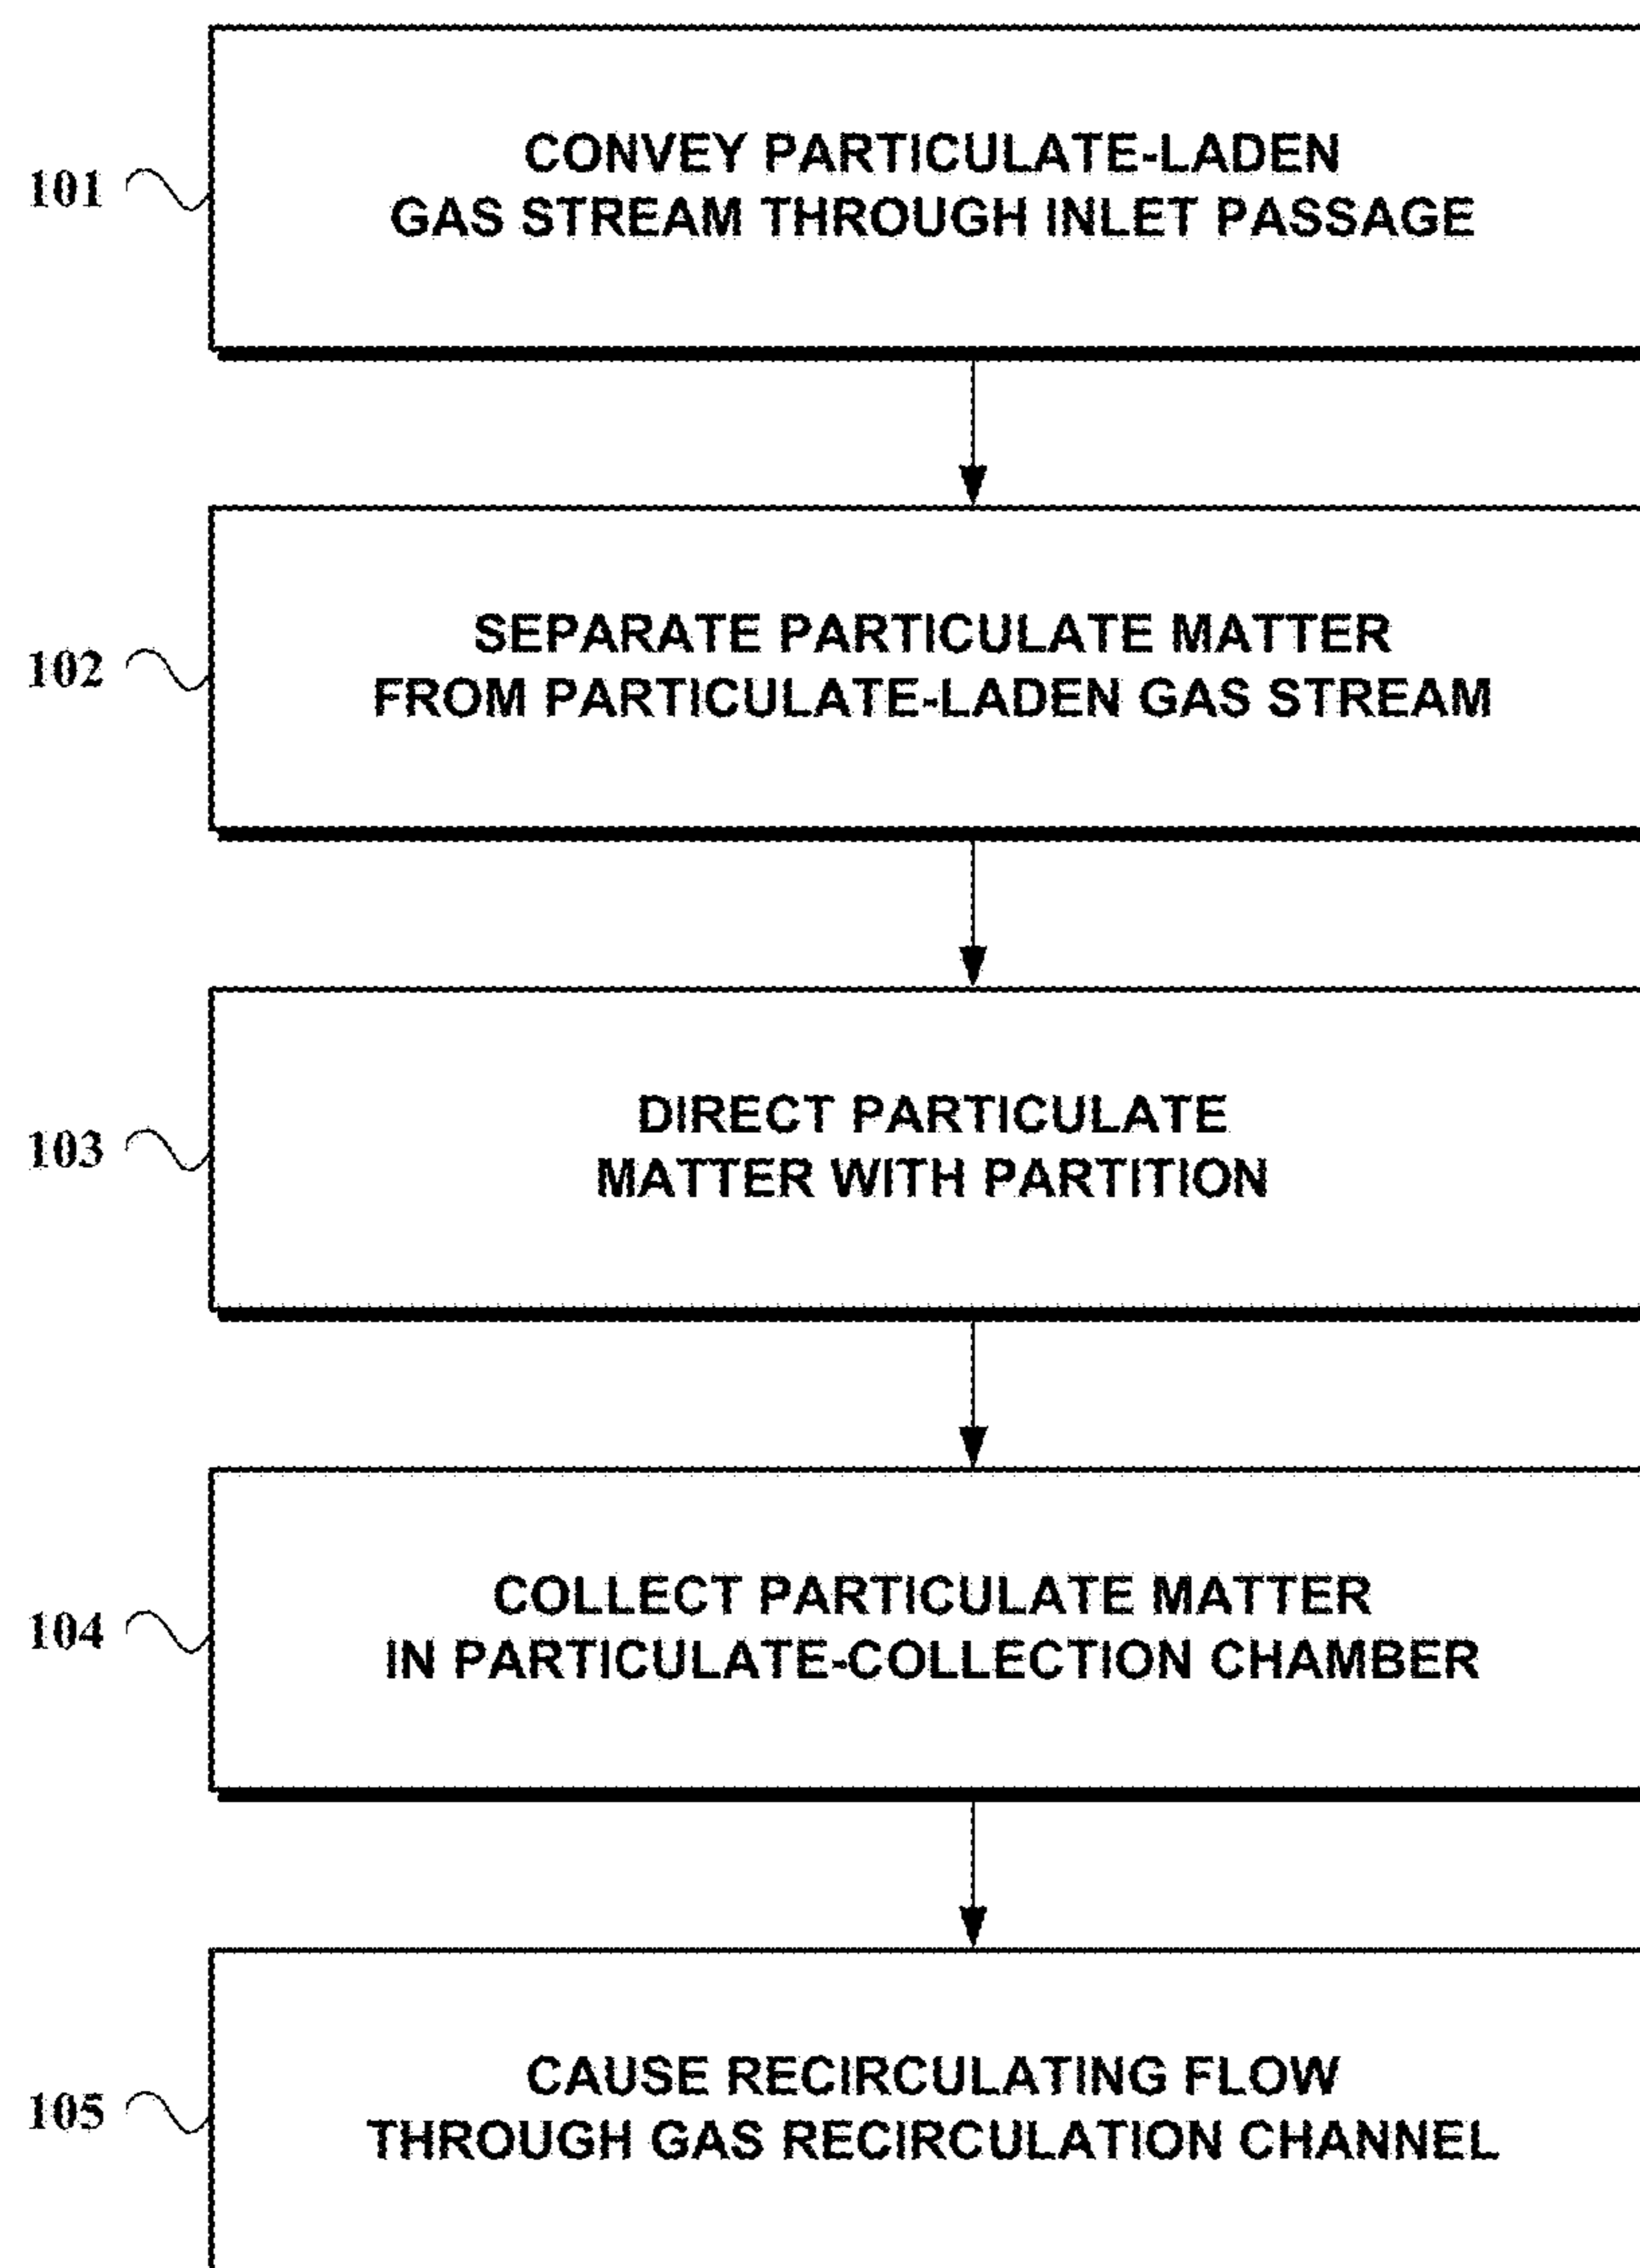 101
CONVEY PARTICULATE-LADEN
GAS STREAM THROUGH INLET PASSAGE
102
SEPARATE PARTICULATE MATTER
FROM PARTICULATE-LADEN GAS STREAM
103
DIRECT PARTICULATE
MATTER WITH PARTITION
104
COLLECT PARTICULATE MATTER
IN PARTICULATE-COLLECTION CHAMBER
105
CAUSE RECIRCULATING FLOW
THROUGH GAS RECIRCULATION CHANNEL